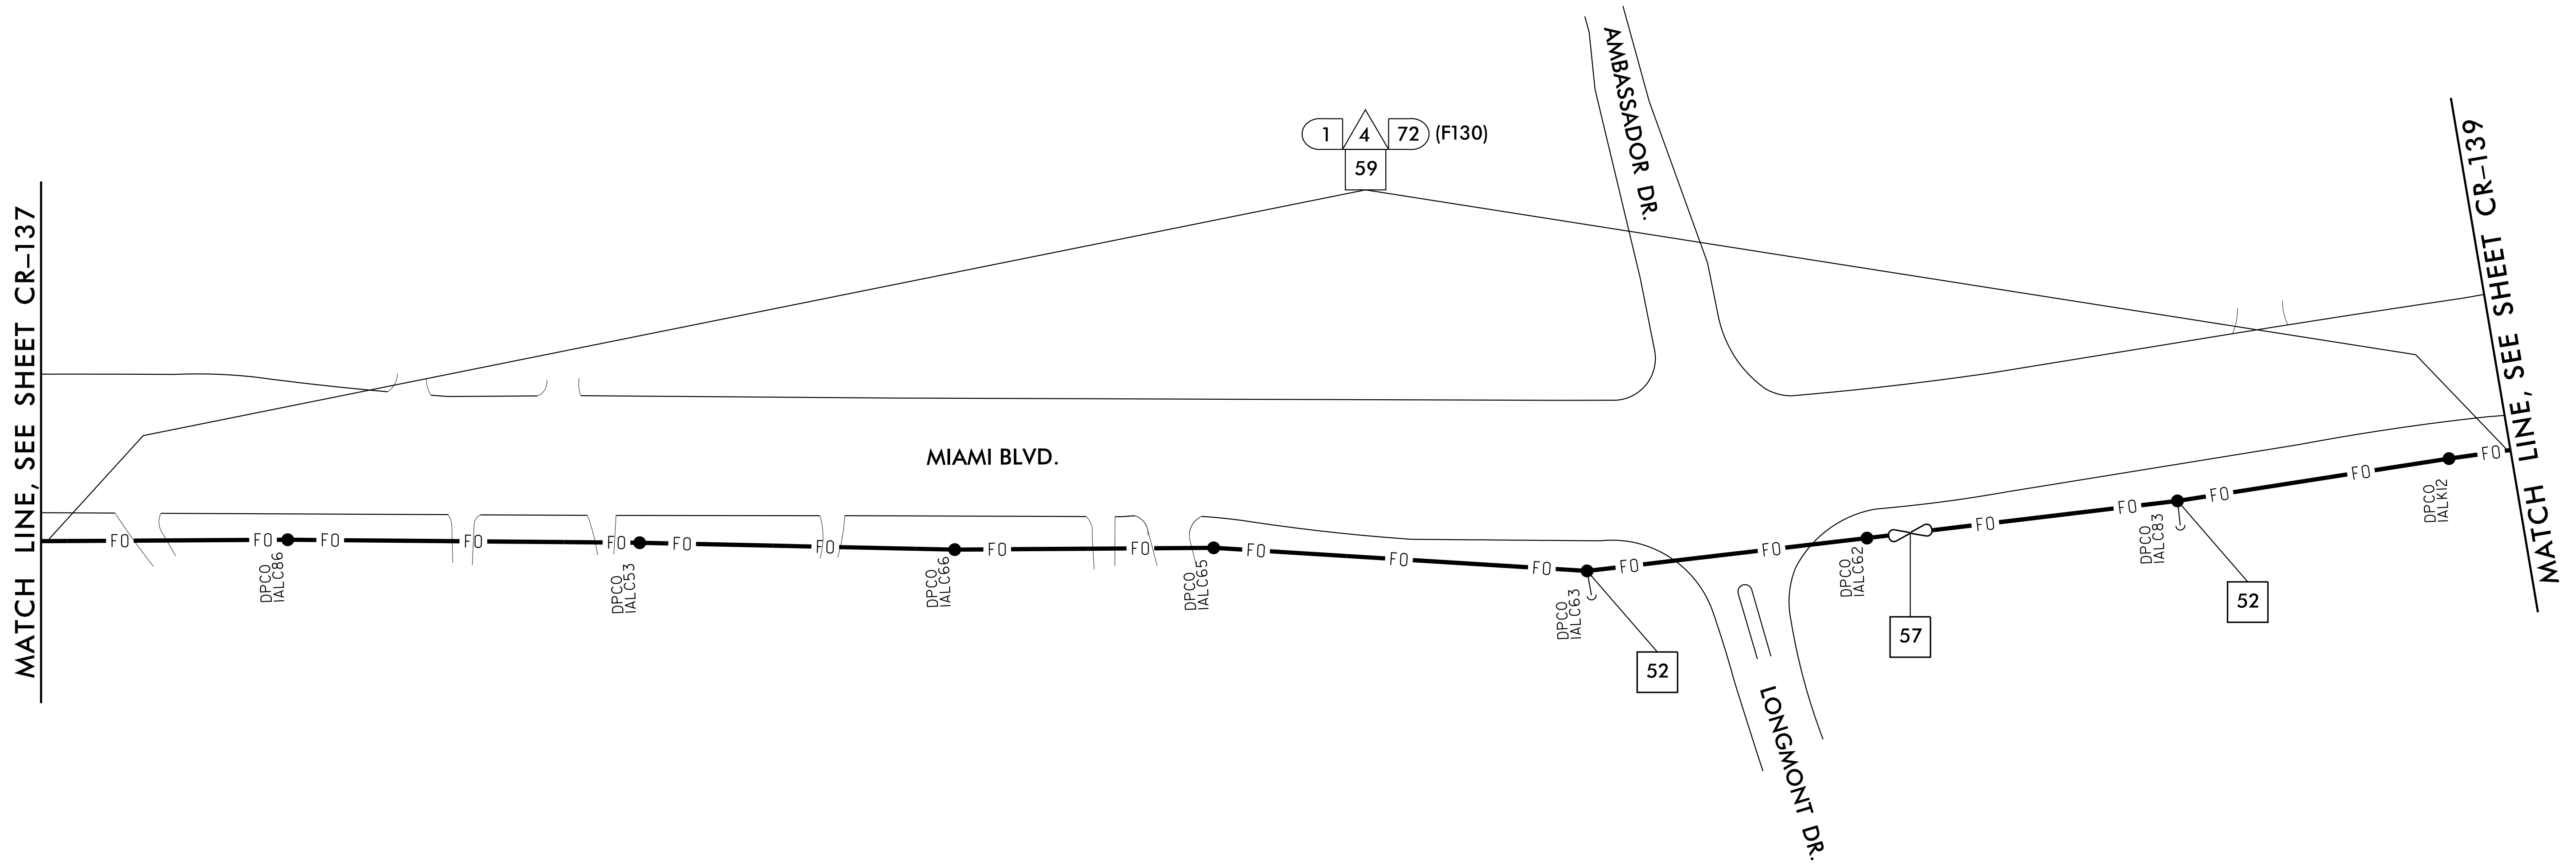 AMBASSADOR DR.
1 4 72 (F130)
59
MATCH LINE, SEE SHEET CR-137
MATCH LINE, SEE SHEET CR-139
MIAMI BLVD.
FO FO FO FO FO FO FO FO FO FO FO FO FO FO FO FO FO FO FO
DPCO
IALC86
DPCO
IALC53
DPCO
IALC66
DPCO
IALC65
DPCO
IALC63
DPCO
IALC62
DPCO
IALC83
DPCO
IALK12
52
57
52
LONGMONT DR.